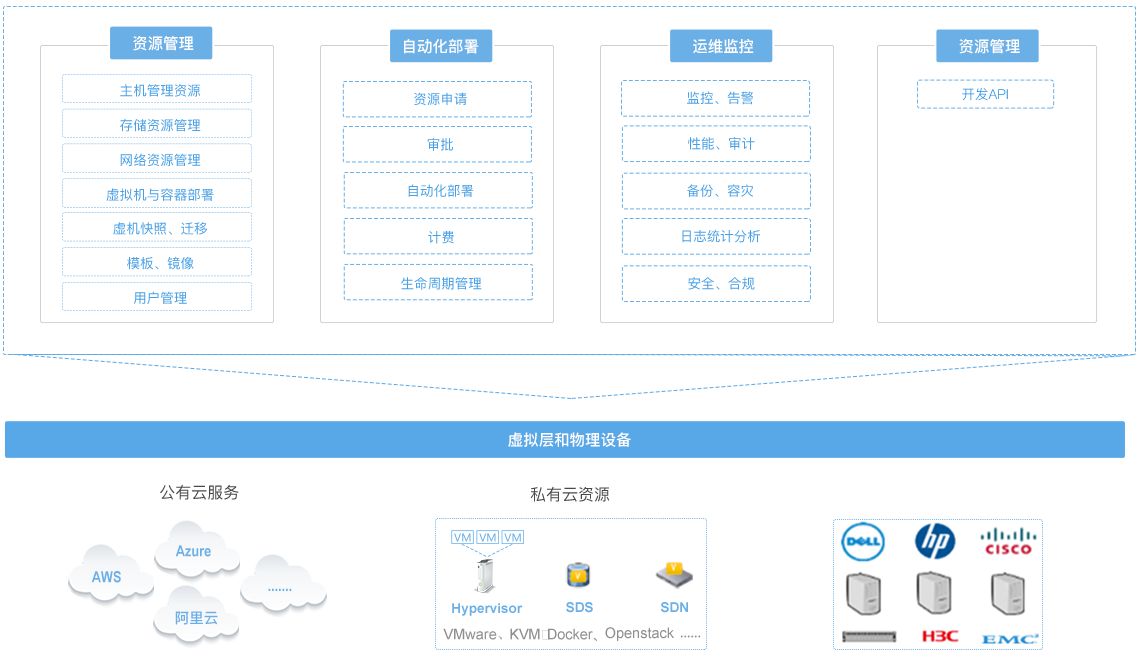 资源管理
主机管理资源
存储资源管理
网络资源管理
虚拟机与容器部署
虚机快照、迁移
模板、镜像
用户管理
自动化部署
资源申请
审批
自动化部署
计费
生命周期管理
运维监控
监控、告警
性能、审计
备份、容灾
日志统计分析
安全、合规
资源管理
开发API
虚拟层和物理设备
公有云服务
Azure
AWS
.......
阿里云
私有云资源
VM VM VM
Hypervisor
SDS
SDN
VMware、KVM、Docker、Openstack ......
DELL
hp
CISCO
H3C
EMC²